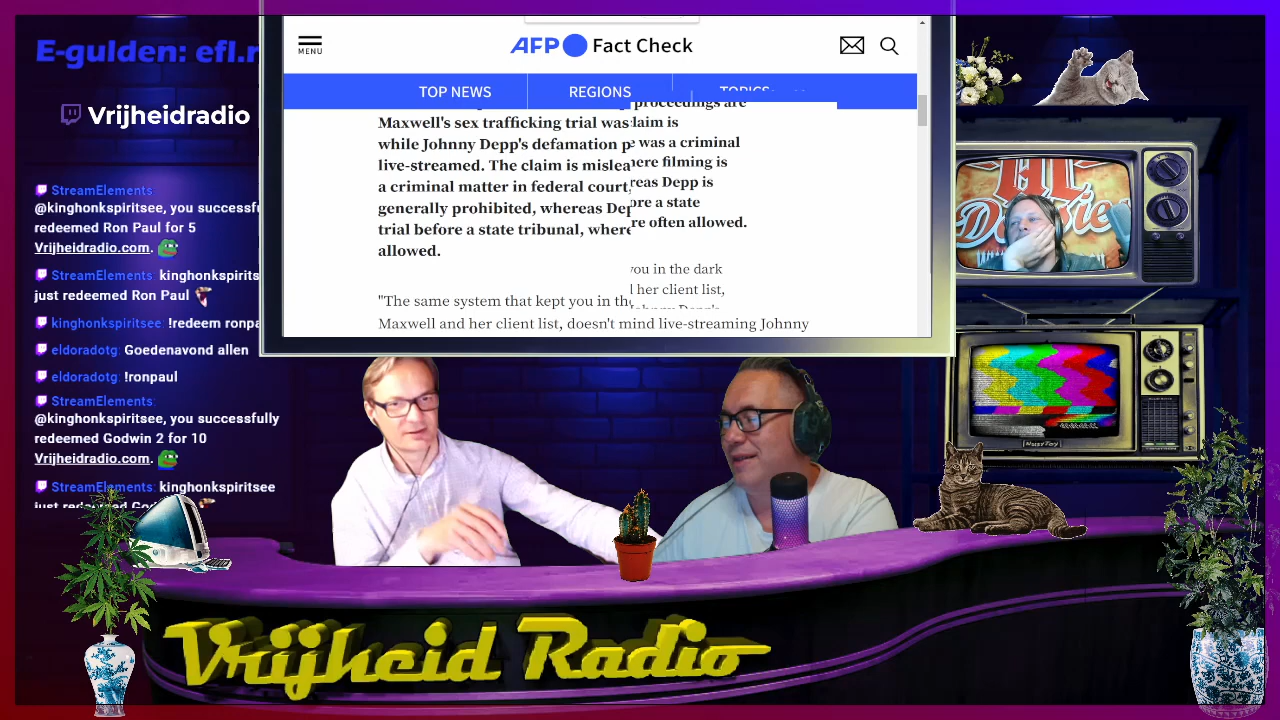 E-gulden: efl.
Vrijheidradio
StreamElements:
@kinghonkspiritsee, you successfu
redeemed Ron Paul for 5
Vrijheidradio.com.
StreamElements: kinghonkspirits
just redeemed Ron Paul
kinghonkspiritsee: !redeem ronpa
eldoradotg: Goedenavond allen
eldoradotg: !ronpaul
StreamElements:
@kinghonkspiritsee, you successfully
redeemed Godwin 2 for 10
Vrijheidradio.com.
StreamElements: kinghonkspiritsee
just redeemed
MENU
AFP Fact Check
TOP NEWS
REGIONS
TOPICS
Maxwell's sex trafficking trial was
while Johnny Depp's defamation p
live-streamed. The claim is mislea
a criminal matter in federal court,
generally prohibited, whereas Dep
trial before a state tribunal, where
allowed.
"The same system that kept you in the
Maxwell and her client list, doesn't mind live-streaming Johnny
proceedings are
laim is
e was a criminal
here filming is
reas Depp is
ore a state
re often allowed.
you in the dark
l her client list,
Johnny Depp's
Vrijheid Radio